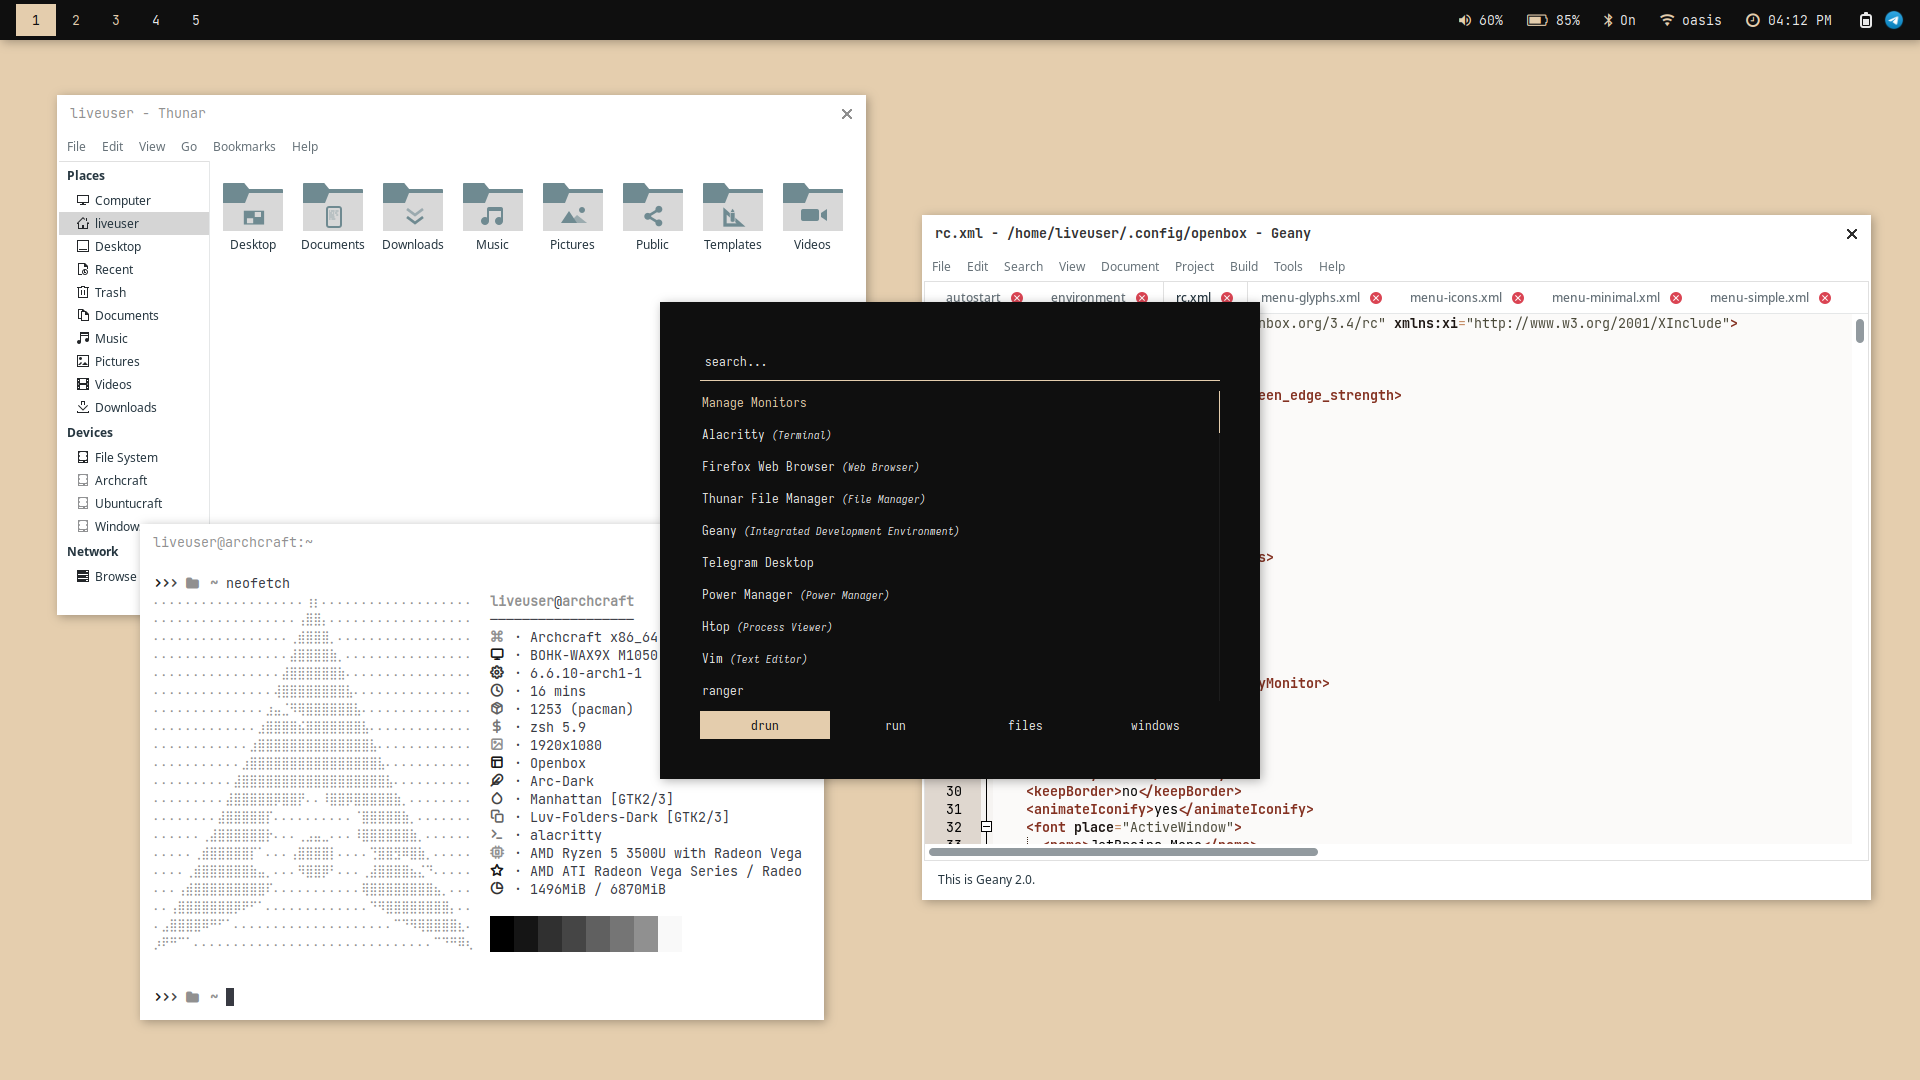 1 2 3 4 5
60% 85% On oasis 04:12 PM
liveuser - Thunar
File Edit View Go Bookmarks Help
Places
Computer
liveuser
Desktop
Recent
Trash
Documents
Music
Pictures
Videos
Downloads
Devices
File System
Archcraft
Ubuntucraft
Window
Network
Browse
Desktop Documents Downloads Music Pictures Public Templates Videos
liveuser@archcraft:~
>>> ~ neofetch
liveuser@archcraft
· Archcraft x86_64
· BOHK-WAX9X M1050
· 6.6.10-arch1-1
· 16 mins
· 1253 (pacman)
· zsh 5.9
· 1920x1080
· Openbox
· Arc-Dark
· Manhattan [GTK2/3]
· Luv-Folders-Dark [GTK2/3]
· alacritty
· AMD Ryzen 5 3500U with Radeon Vega
· AMD ATI Radeon Vega Series / Radeo
· 1496MiB / 6870MiB
>>> ~
search...
Manage Monitors
Alacritty (Terminal)
Firefox Web Browser (Web Browser)
Thunar File Manager (File Manager)
Geany (Integrated Development Environment)
Telegram Desktop
Power Manager (Power Manager)
Htop (Process Viewer)
Vim (Text Editor)
ranger
drun run files windows
rc.xml - /home/liveuser/.config/openbox - Geany
File Edit Search View Document Project Build Tools Help
autostart environment rc.xml menu-glyphs.xml menu-icons.xml menu-minimal.xml menu-simple.xml
nbox.org/3.4/rc" xmlns:xi="http://www.w3.org/2001/XInclude">
een_edge_strength>
s>
yMonitor>
30 <keepBorder>no</keepBorder>
31 <animateIconify>yes</animateIconify>
32 <font place="ActiveWindow">
33 <name>JetBrains Mono</name>
This is Geany 2.0.